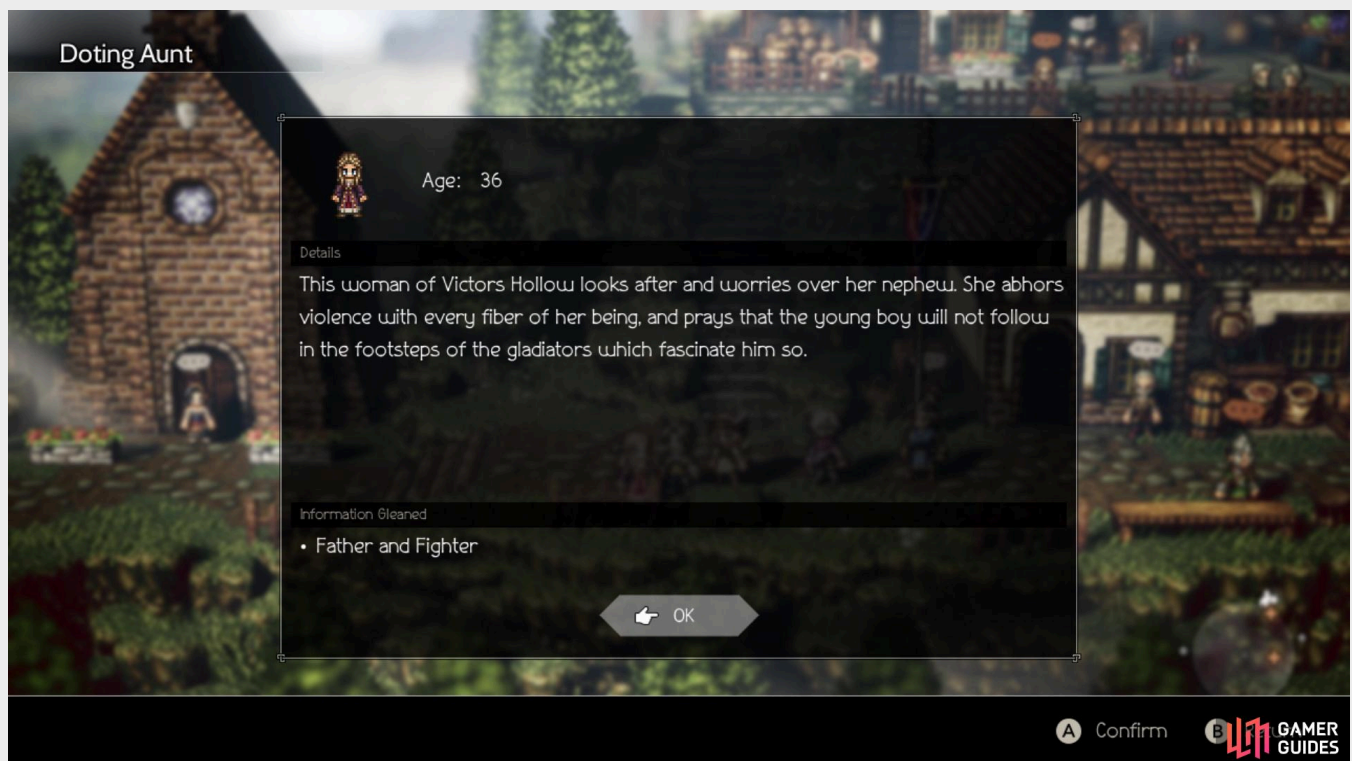 Doting Aunt
Age: 36
Details
This woman of Victors Hollow looks after and worries over her nephew. She abhors
violence with every fiber of her being, and prays that the young boy will not follow
in the footsteps of the gladiators which fascinate him so.
Information Gleaned
• Father and Fighter
OK
A Confirm B
GAMER
GUIDES